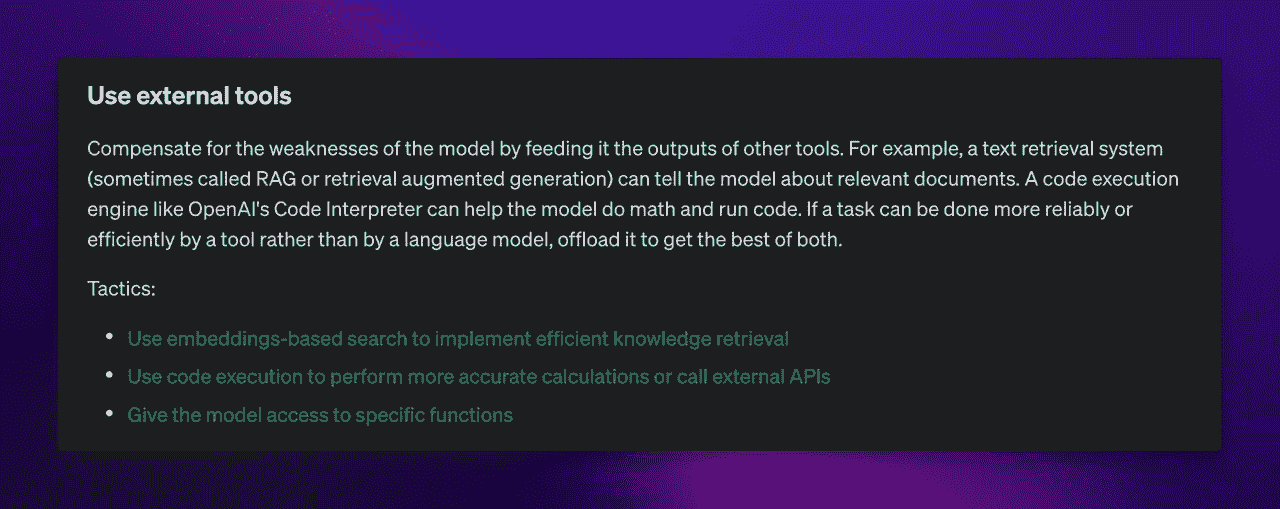 Use external tools
Compensate for the weaknesses of the model by feeding it the outputs of other tools. For example, a text retrieval system
(sometimes called RAG or retrieval augmented generation) can tell the model about relevant documents. A code execution
engine like OpenAI's Code Interpreter can help the model do math and run code. If a task can be done more reliably or
efficiently by a tool rather than by a language model, offload it to get the best of both.
Tactics:
• Use embeddings-based search to implement efficient knowledge retrieval
• Use code execution to perform more accurate calculations or call external APIs
• Give the model access to specific functions